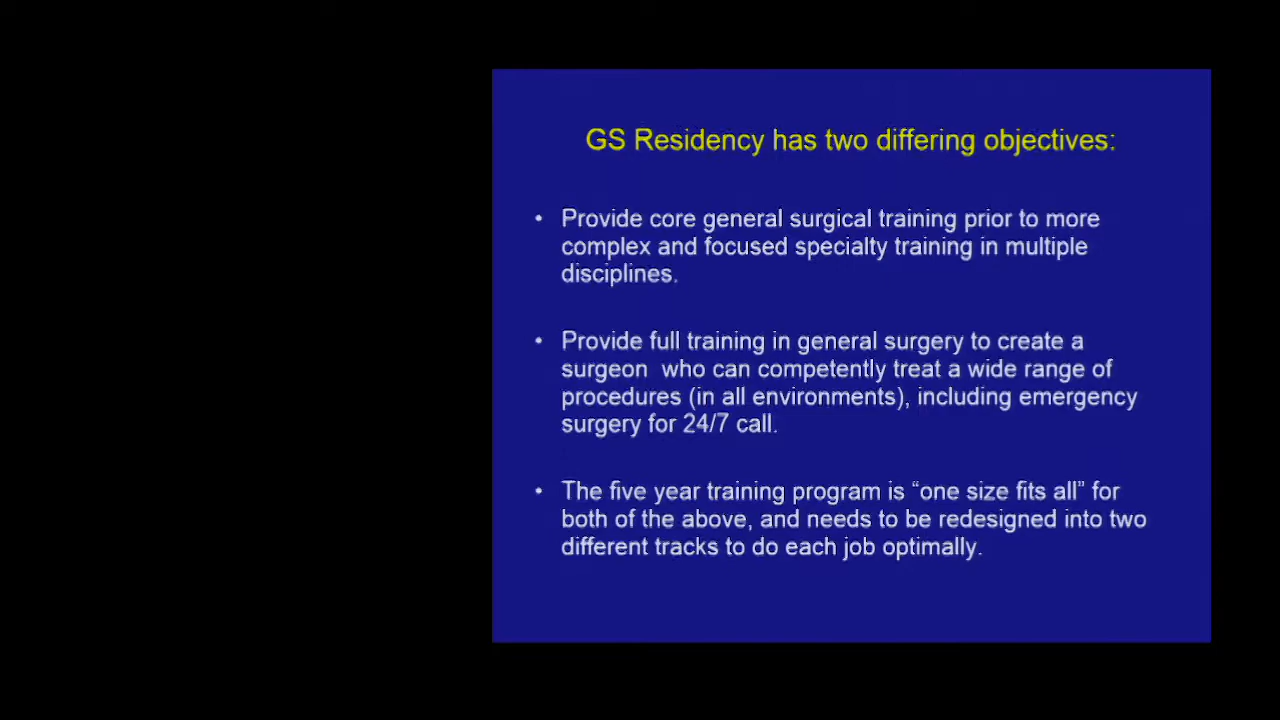 GS Residency has two differing objectives:
• Provide core general surgical training prior to more
complex and focused specialty training in multiple
disciplines.
• Provide full training in general surgery to create a
surgeon  who can competently treat a wide range of
procedures (in all environments), including emergency
surgery for 24/7 call.
• The five year training program is “one size fits all” for
both of the above, and needs to be redesigned into two
different tracks to do each job optimally.